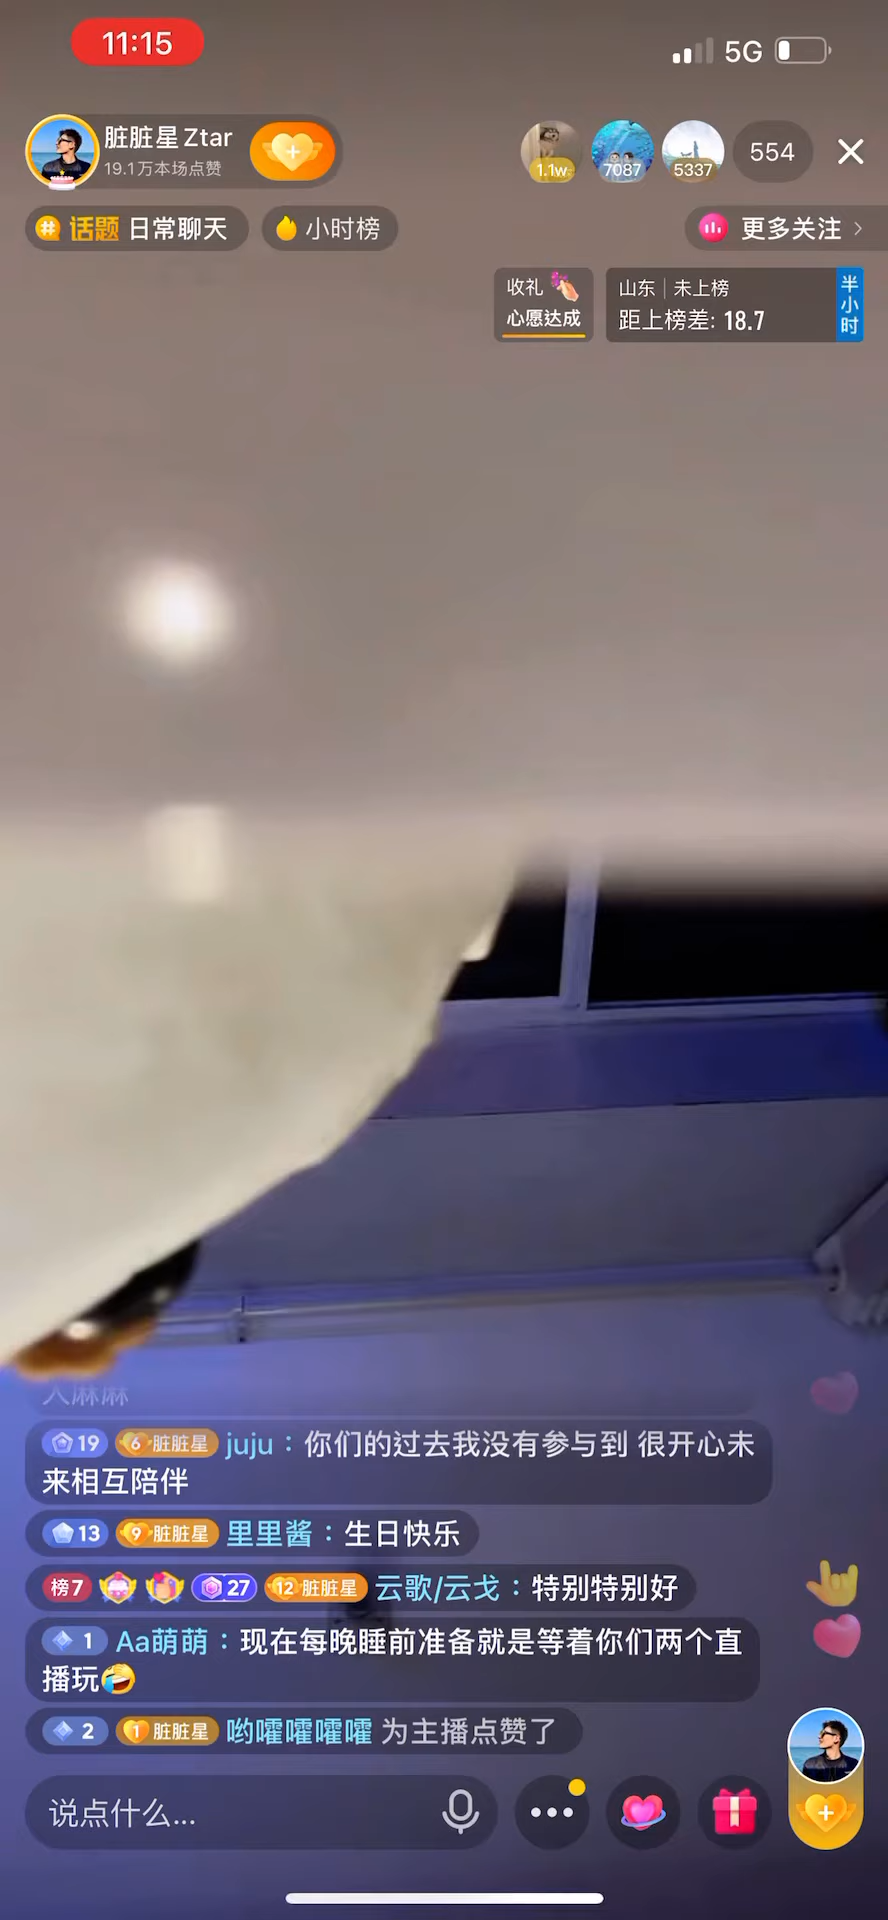 11:15
5G
脏脏星Ztar
19.1万本场点赞
1.1w
7087
5337
554
话题 日常聊天
小时榜
更多关注
收礼
心愿达成
山东 | 未上榜
距上榜差: 18.7
半小时
人麻麻
19 6 脏脏星 juju：你们的过去我没有参与到 很开心未
来相互陪伴
13 9 脏脏星 里里酱：生日快乐
榜7 27 12 脏脏星 云歌/云戈：特别特别好
1 Aa萌萌：现在每晚睡前准备就是等着你们两个直
播玩🤣
2 1 脏脏星 哟嚯嚯嚯嚯 为主播点赞了
说点什么...